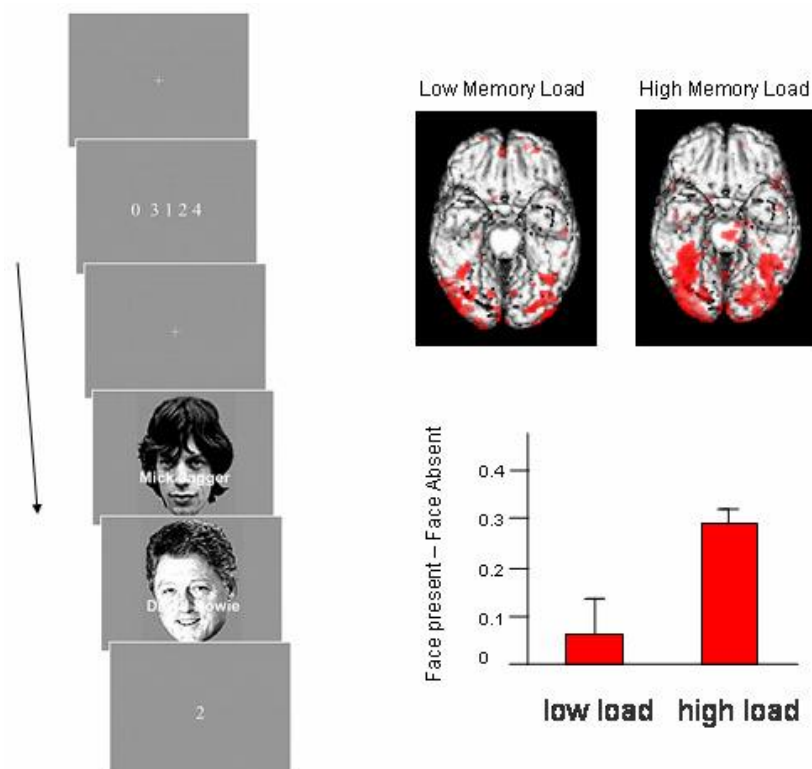 0 3 1 2 4
Mick Jagger
David Bowie
2
Low Memory Load
High Memory Load
Face present – Face Absent
0.4
0.3
0.2
0.1
0
low load
high load